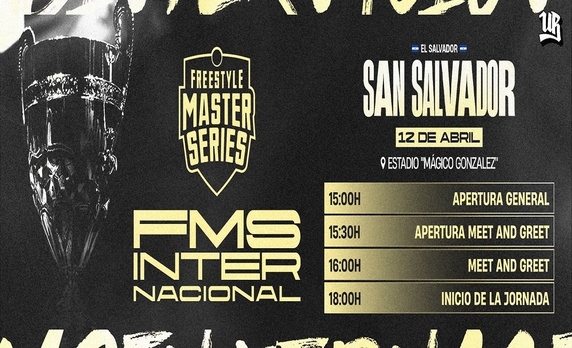 FREESTYLE
MASTER
SERIES
FMS
INTER
NACIONAL
EL SALVADOR
SAN SALVADOR
12 DE ABRIL
ESTADIO "MÁGICO GONZALEZ"
15:00H APERTURA GENERAL
15:30H APERTURA MEET AND GREET
16:00H MEET AND GREET
18:00H INICIO DE LA JORNADA